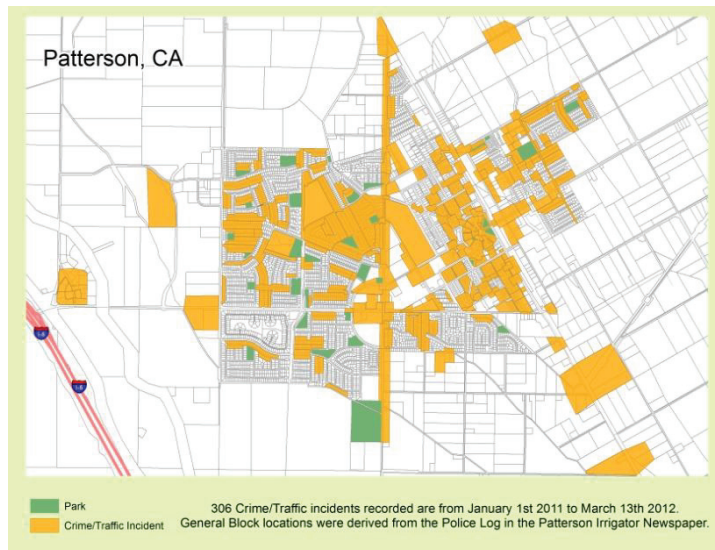 Patterson, CA
Park
Crime/Traffic Incident
306 Crime/Traffic incidents recorded are from January 1st 2011 to March 13th 2012.
General Block locations were derived from the Police Log in the Patterson Irrigator Newspaper.